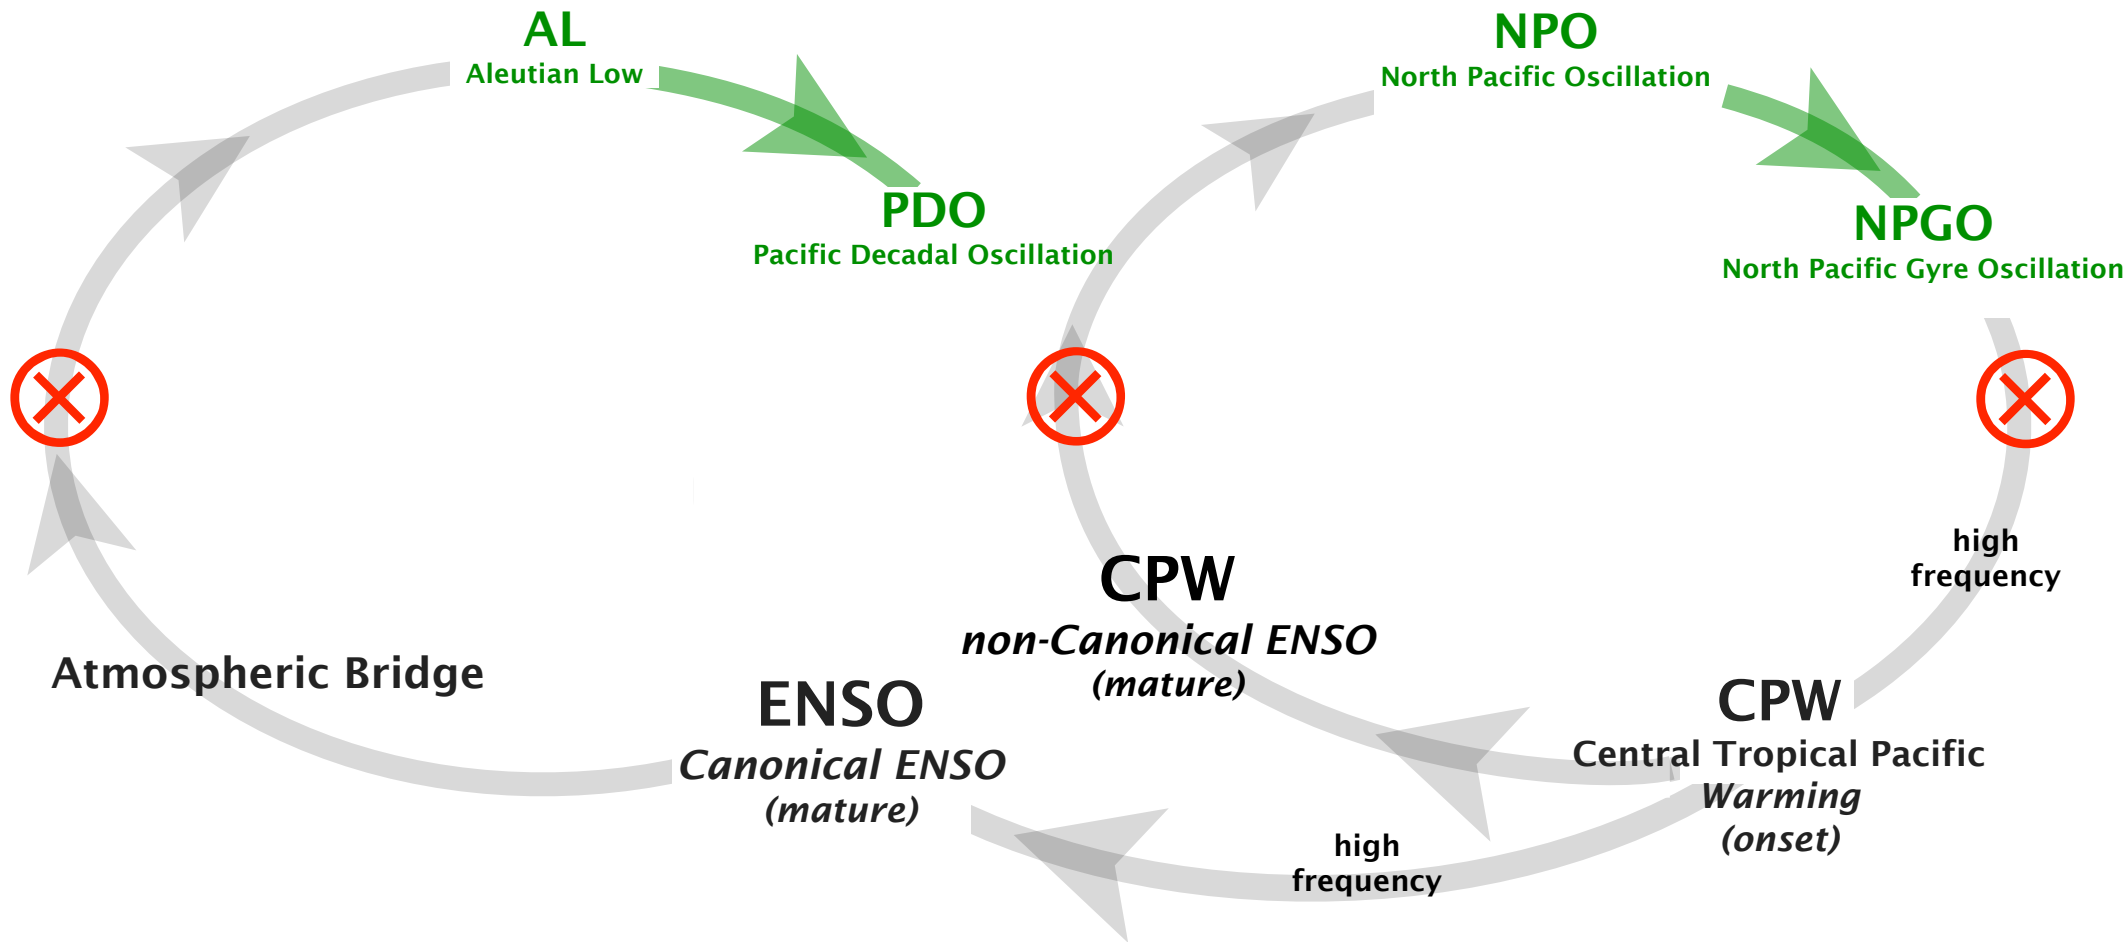 AL
Aleutian Low
NPO
North Pacific Oscillation
PDO
Pacific Decadal Oscillation
NPGO
North Pacific Gyre Oscillation
high
frequency
CPW
non-Canonical ENSO
(mature)
Atmospheric Bridge
ENSO
Canonical ENSO
(mature)
CPW
Central Tropical Pacific
Warming
(onset)
high
frequency